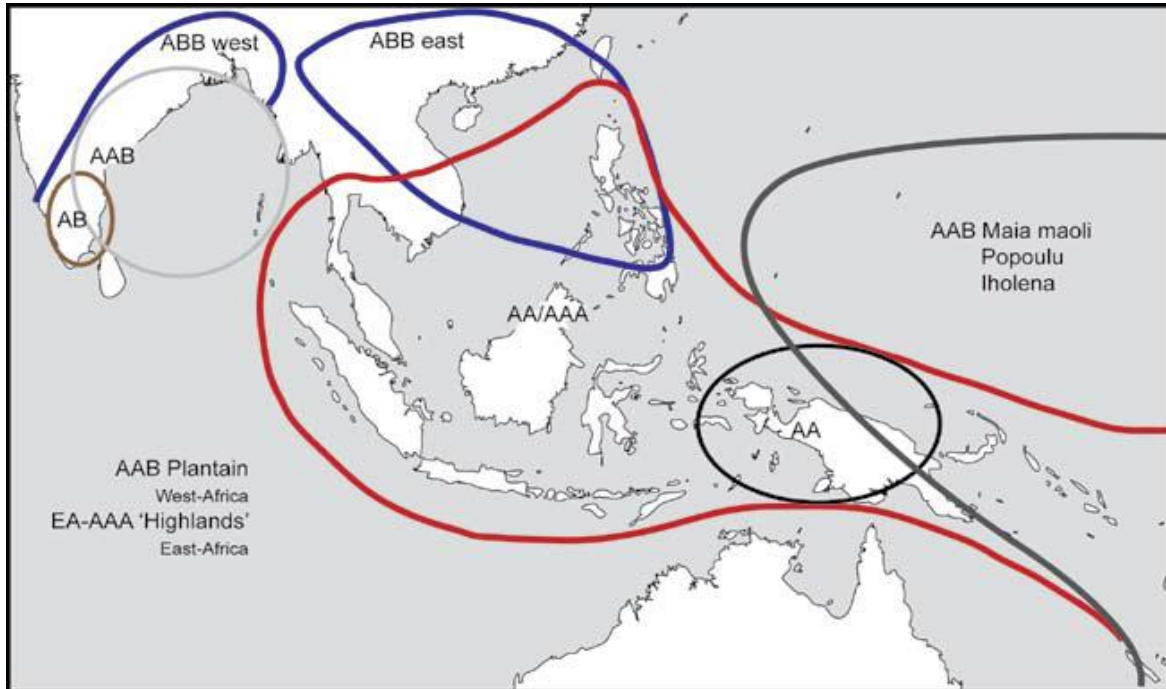 ABB west
ABB east
AAB
AB
AAB Maia maoli
Popoulu
Iholena
AA/AAA
AA
AAB Plantain
West-Africa
EA-AAA ‘Highlands’
East-Africa